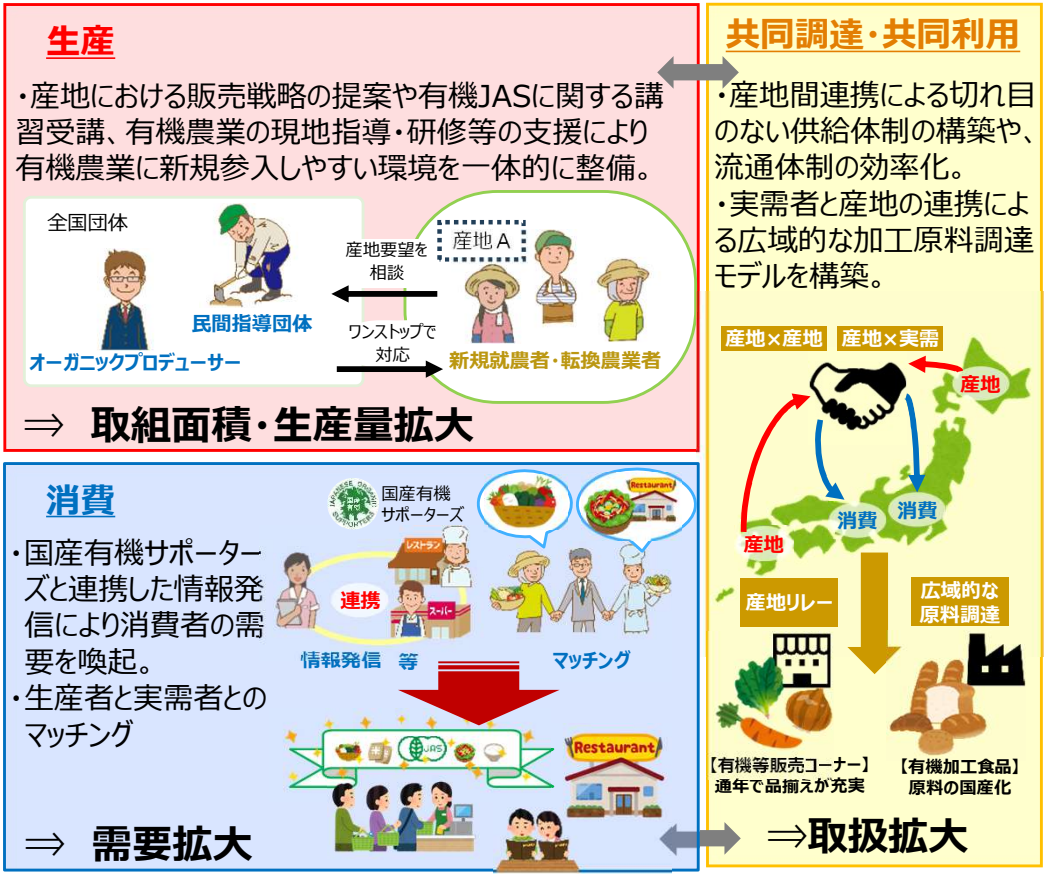 生産
・産地における販売戦略の提案や有機JASに関する講
習受講、有機農業の現地指導・研修等の支援により
有機農業に新規参入しやすい環境を一体的に整備。
全国団体
オーガニックプロデューサー
民間指導団体
産地要望を
相談
ワンストップで
対応
産地A
新規就農者・転換農業者
⇒ 取組面積・生産量拡大
消費
・国産有機サポーター
ズと連携した情報発
信により消費者の需
要を喚起。
・生産者と実需者との
マッチング
JAPANESE ORGANIC
国産
有機
SUPPORTERS
国産有機
サポーターズ
レストラン
連携
スーパー
情報発信 等
Restaurant
マッチング
JAS
Restaurant
⇒ 需要拡大
共同調達・共同利用
・産地間連携による切れ目
のない供給体制の構築や、
流通体制の効率化。
・実需者と産地の連携によ
る広域的な加工原料調達
モデルを構築。
産地×産地
産地×実需
産地
消費
消費
産地
産地リレー
広域的な
原料調達
【有機等販売コーナー】
通年で品揃えが充実
【有機加工食品】
原料の国産化
⇒取扱拡大